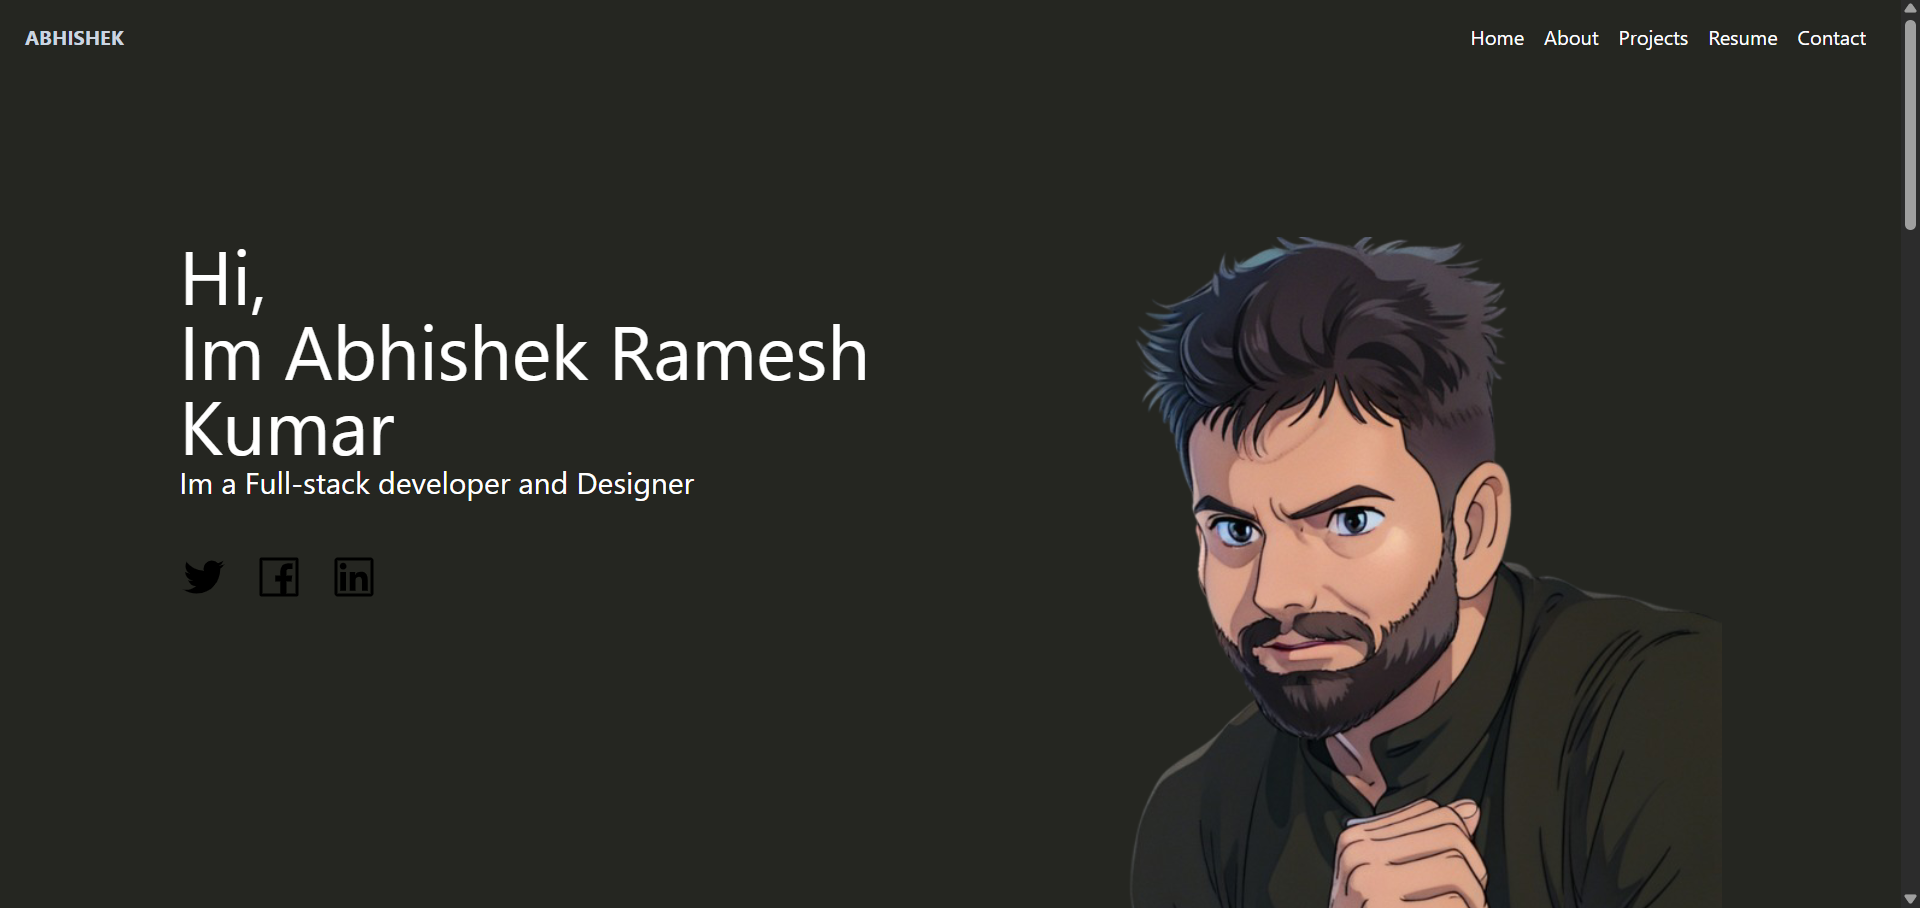 ABHISHEK
Home About Projects Resume Contact
Hi,
Im Abhishek Ramesh
Kumar
Im a Full-stack developer and Designer